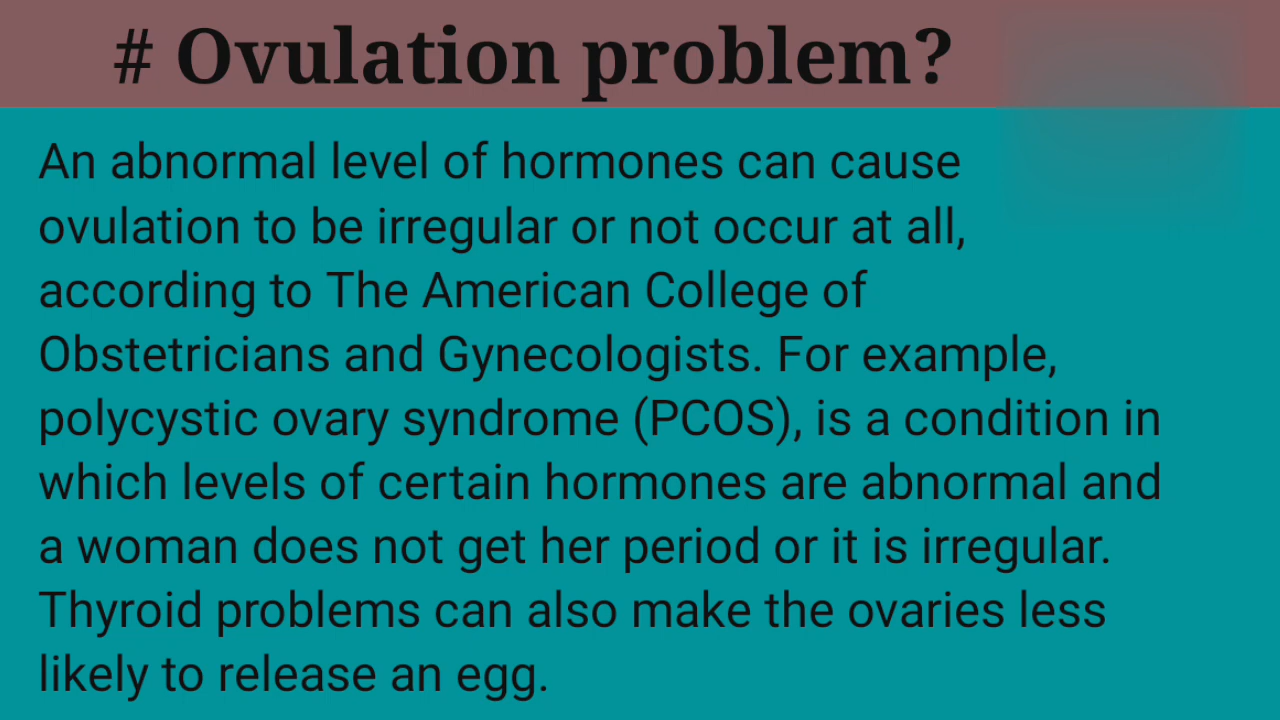 # Ovulation problem?
An abnormal level of hormones can cause
ovulation to be irregular or not occur at all,
according to The American College of
Obstetricians and Gynecologists. For example,
polycystic ovary syndrome (PCOS), is a condition in
which levels of certain hormones are abnormal and
a woman does not get her period or it is irregular.
Thyroid problems can also make the ovaries less
likely to release an egg.